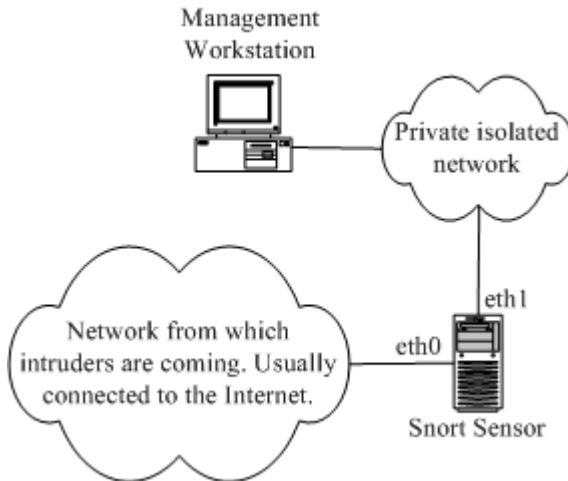 Management
Workstation
Private isolated
network
eth1
Network from which
intruders are coming. Usually
connected to the Internet.
eth0
Snort Sensor